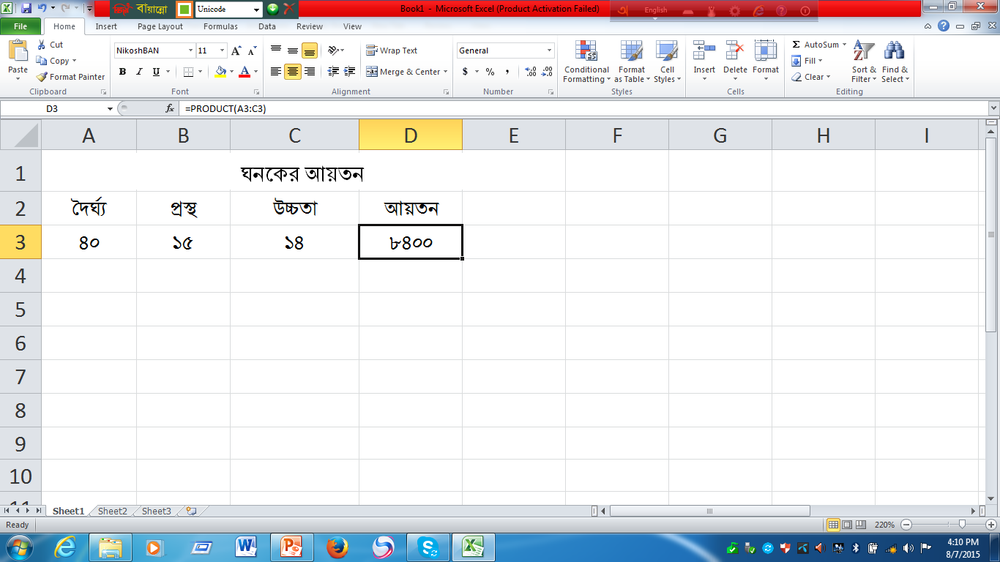 বায়ান্নো Unicode Book1 - Microsoft Excel (Product Activation Failed) English
File Home Insert Page Layout Formulas Data Review View
Paste Cut Copy Format Painter Clipboard
NikoshBAN 11 B I U Font
Wrap Text Merge & Center Alignment
General $ % , Number
Conditional Formatting Format as Table Cell Styles Styles
Insert Delete Format Cells
AutoSum Fill Clear Sort & Filter Find & Select Editing
D3 fx =PRODUCT(A3:C3)
A B C D E F G H I
1 ঘনকের আয়তন
2 দৈর্ঘ্য প্রস্থ উচ্চতা আয়তন
3 ৪০ ১৫ ১৪ ৮৪০০
4
5
6
7
8
9
10
11
Sheet1 Sheet2 Sheet3
Ready 220%
4:10 PM
8/7/2015